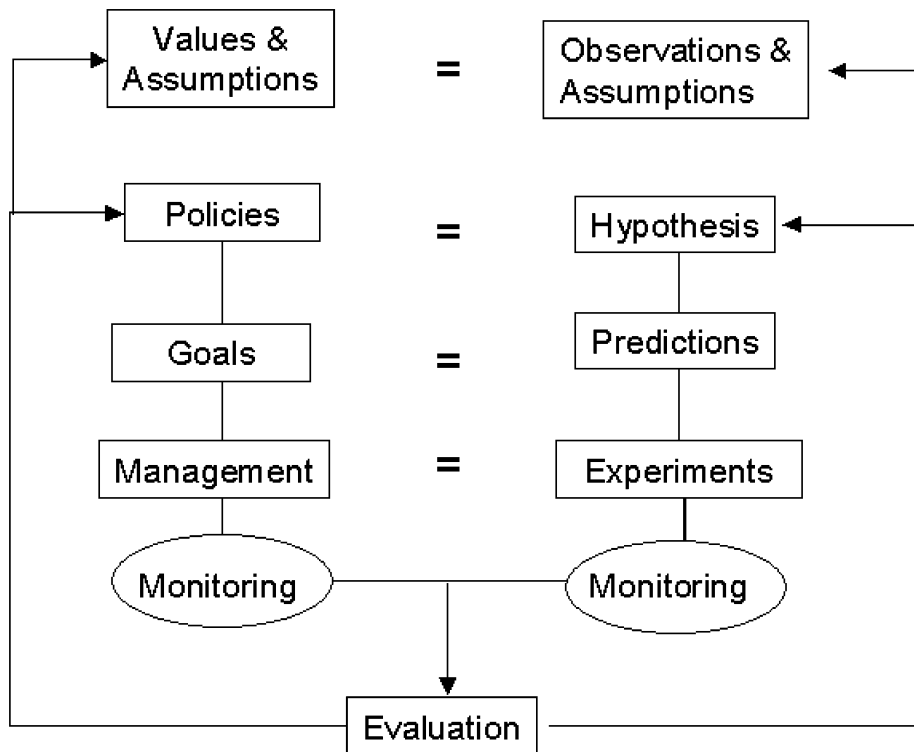 Values &
Assumptions
=
Observations &
Assumptions
Policies
=
Hypothesis
Goals
=
Predictions
Management
=
Experiments
Monitoring
Monitoring
Evaluation